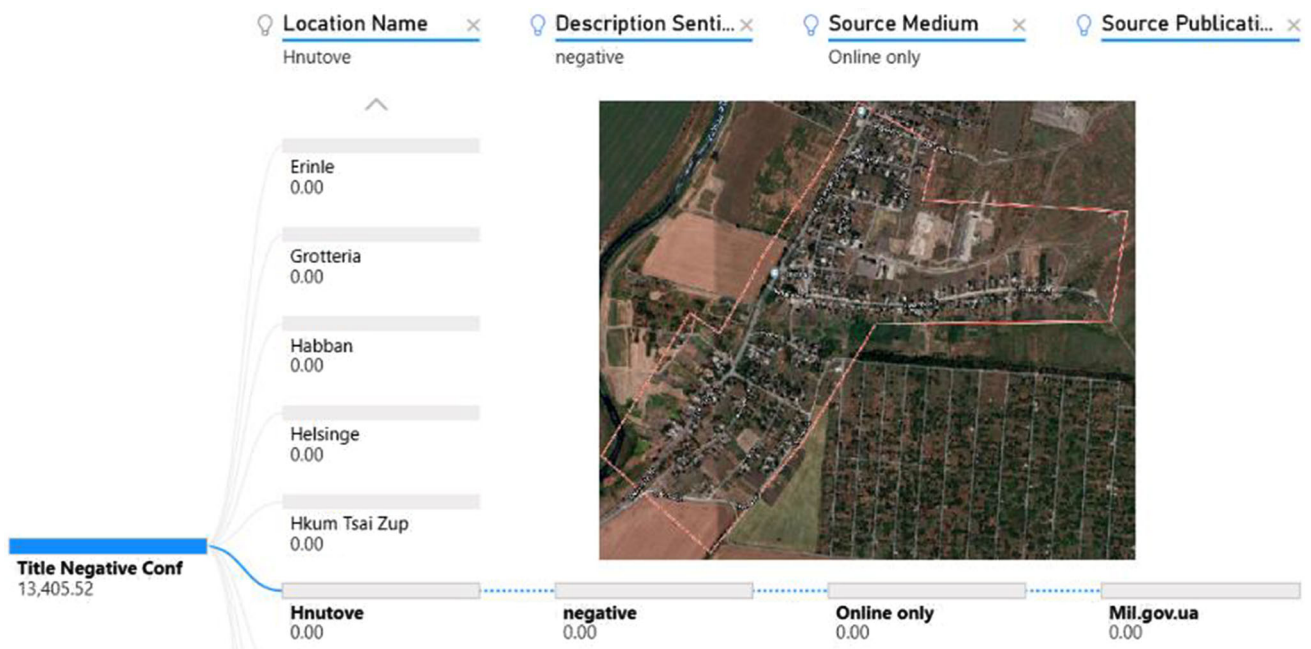 Location Name
Description Senti...
Source Medium
Source Publicati...
Hnutove
negative
Online only
Erinle
0.00
Grotteria
0.00
Habban
0.00
Helsinge
0.00
Hkum Tsai Zup
0.00
Title Negative Conf
13,405.52
Hnutove
0.00
negative
0.00
Online only
0.00
Mil.gov.ua
0.00